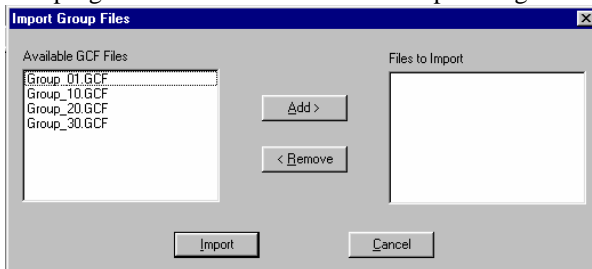 Import Group Files
Available GCF Files
Files to Import
Group_01.GCF
Group_10.GCF
Group_20.GCF
Group_30.GCF
Add >
< Remove
Import
Cancel